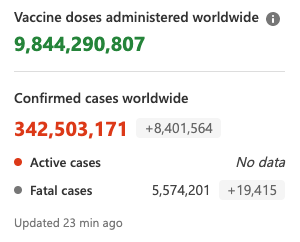 Vaccine doses administered worldwide
9,844,290,807
Confirmed cases worldwide
342,503,171 +8,401,564
Active cases No data
Fatal cases 5,574,201 +19,415
Updated 23 min ago